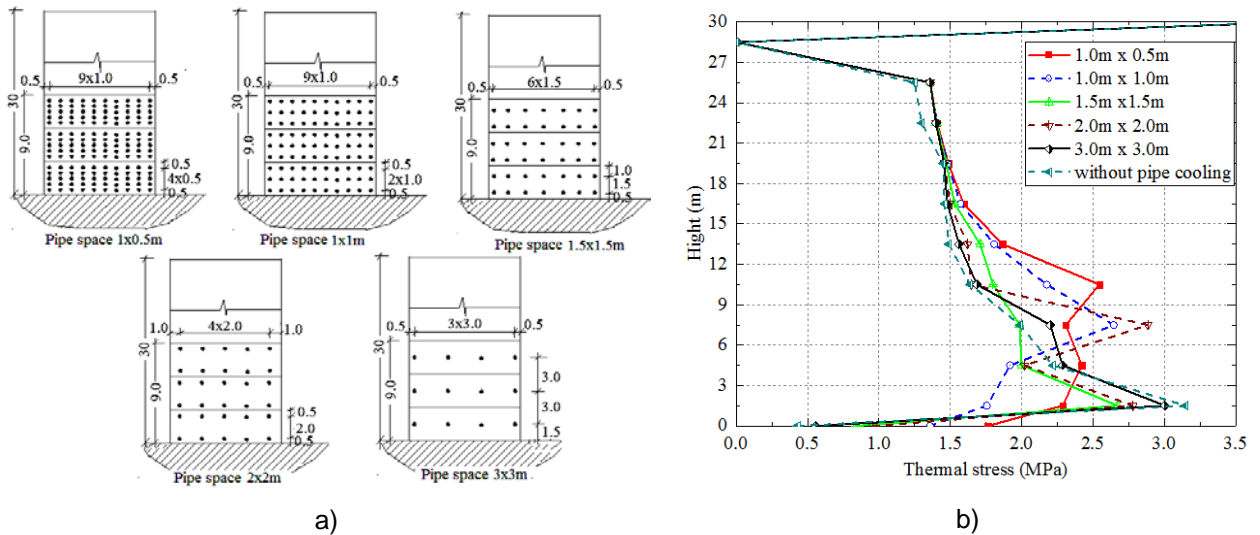 0.5 9x1.0 0.5
30
9.0
0.5
4x0.5
0.5
Pipe space 1x0.5m
0.5 9x1.0 0.5
30
9.0
0.5
2x1.0
0.5
Pipe space 1x1m
0.5 6x1.5 0.5
30
9.0
1.0
1.5
0.5
Pipe space 1.5x1.5m
1.0 4x2.0 1.0
30
9.0
0.5
2.0
0.5
Pipe space 2x2m
0.5 3x3.0 0.5
30
9.0
3.0
3.0
1.5
Pipe space 3x3m
a)
30
27
24
21
18
15
12
9
6
3
0
Hight (m)
1.0m x 0.5m
1.0m x 1.0m
1.5m x1.5m
2.0m x 2.0m
3.0m x 3.0m
without pipe cooling
0.0 0.5 1.0 1.5 2.0 2.5 3.0 3.5
Thermal stress (MPa)
b)